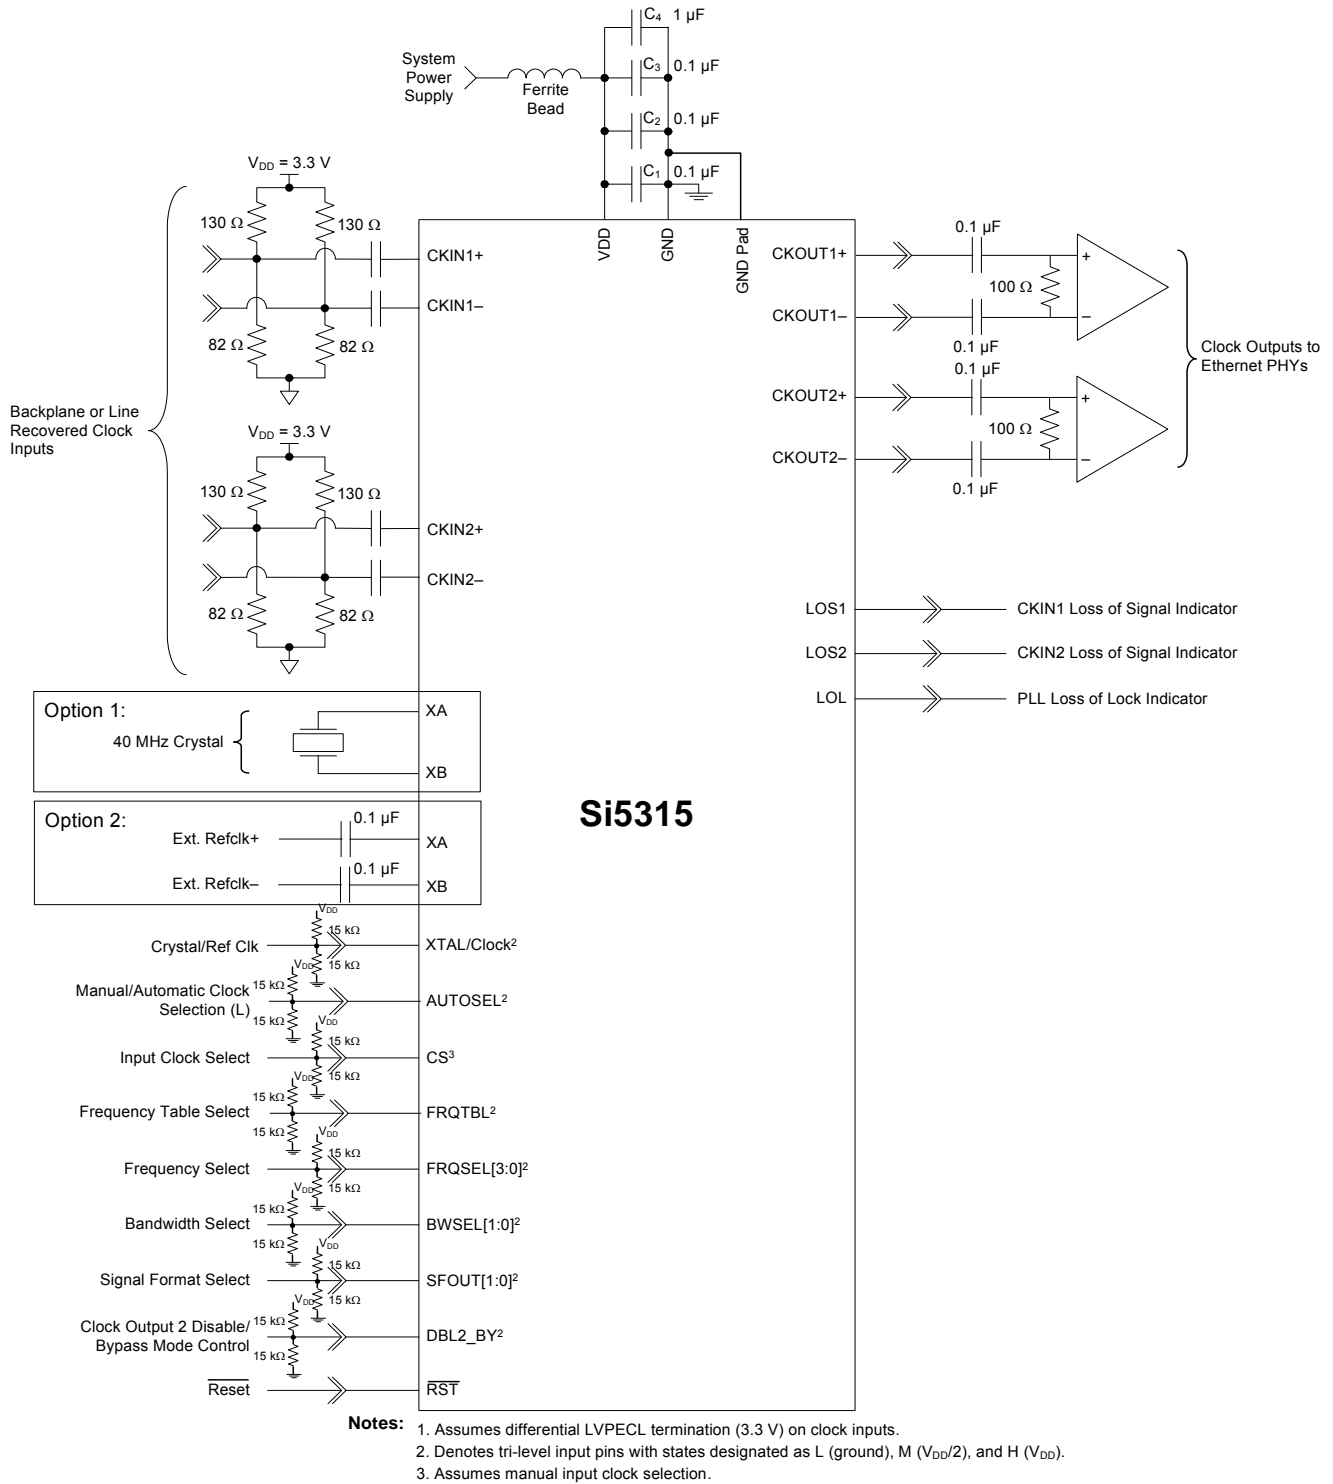 C4 1 µF
System
Power
Supply
Ferrite
Bead
C3 0.1 µF
C2 0.1 µF
C1 0.1 µF
VDD = 3.3 V
130 Ω
130 Ω
82 Ω
82 Ω
CKIN1+
CKIN1–
VDD
GND
GND Pad
CKOUT1+
CKOUT1–
0.1 µF
100 Ω
+
–
0.1 µF
0.1 µF
CKOUT2+
CKOUT2–
100 Ω
+
–
0.1 µF
Clock Outputs to
Ethernet PHYs
Backplane or Line
Recovered Clock
Inputs
VDD = 3.3 V
130 Ω
130 Ω
82 Ω
82 Ω
CKIN2+
CKIN2–
LOS1
CKIN1 Loss of Signal Indicator
LOS2
CKIN2 Loss of Signal Indicator
LOL
PLL Loss of Lock Indicator
Option 1:
40 MHz Crystal
XA
XB
Si5315
Option 2:
Ext. Refclk+
0.1 µF
XA
Ext. Refclk–
0.1 µF
XB
Crystal/Ref Clk
VDD
15 kΩ
15 kΩ
XTAL/Clock2
Manual/Automatic Clock
Selection (L)
VDD
15 kΩ
15 kΩ
AUTOSEL2
Input Clock Select
VDD
15 kΩ
15 kΩ
CS3
Frequency Table Select
VDD
15 kΩ
15 kΩ
FRQTBL2
Frequency Select
VDD
15 kΩ
15 kΩ
FRQSEL[3:0]2
Bandwidth Select
VDD
15 kΩ
15 kΩ
BWSEL[1:0]2
Signal Format Select
VDD
15 kΩ
15 kΩ
SFOUT[1:0]2
Clock Output 2 Disable/
Bypass Mode Control
VDD
15 kΩ
15 kΩ
DBL2_BY2
Reset
RST
Notes: 1. Assumes differential LVPECL termination (3.3 V) on clock inputs.
2. Denotes tri-level input pins with states designated as L (ground), M (VDD/2), and H (VDD).
3. Assumes manual input clock selection.